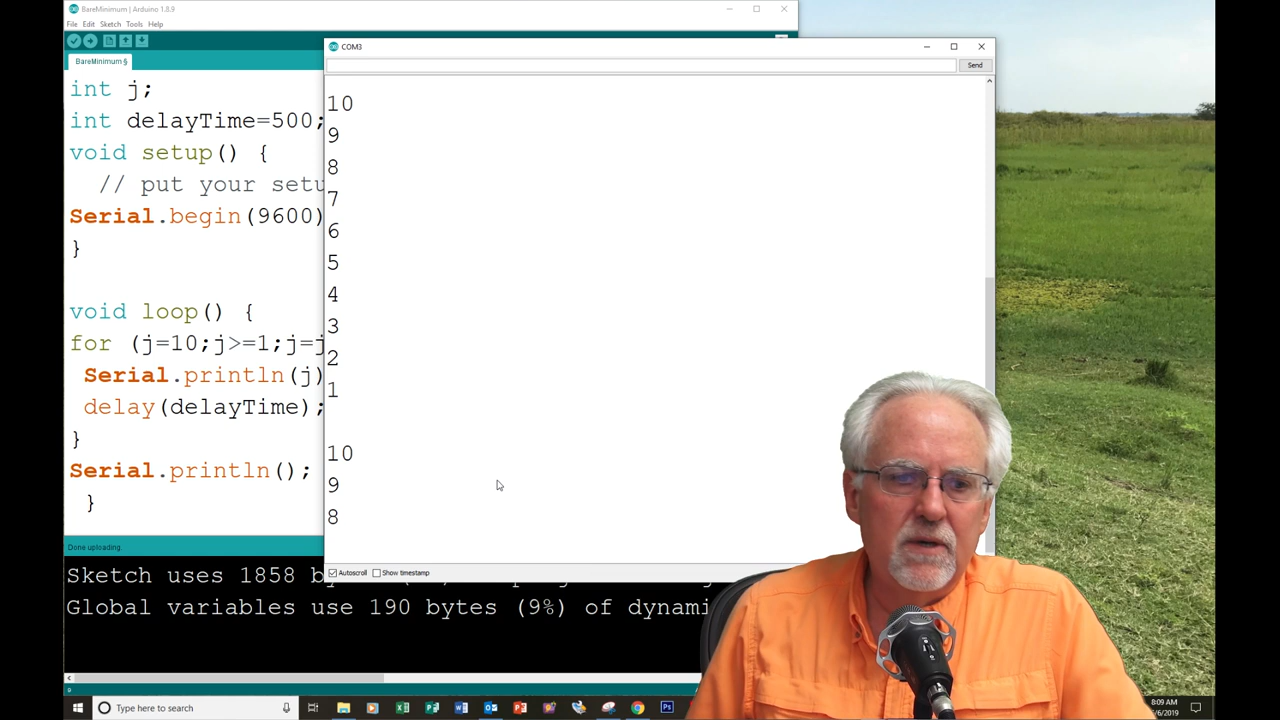 BareMinimum | Arduino 1.8.9
File Edit Sketch Tools Help
BareMinimum §
int j;
int delayTime=500;
void setup() {
// put your setu
Serial.begin(9600)
}
void loop() {
for (j=10;j>=1;j=j
Serial.println(j)
delay(delayTime);
}
Serial.println();
}
Done uploading.
Sketch uses 1858 b
Global variables use 190 bytes (9%) of dynami
COM3
Send
10
9
8
7
6
5
4
3
2
1
10
9
8
Autoscroll Show timestamp
Type here to search
8:09 AM
/6/2019